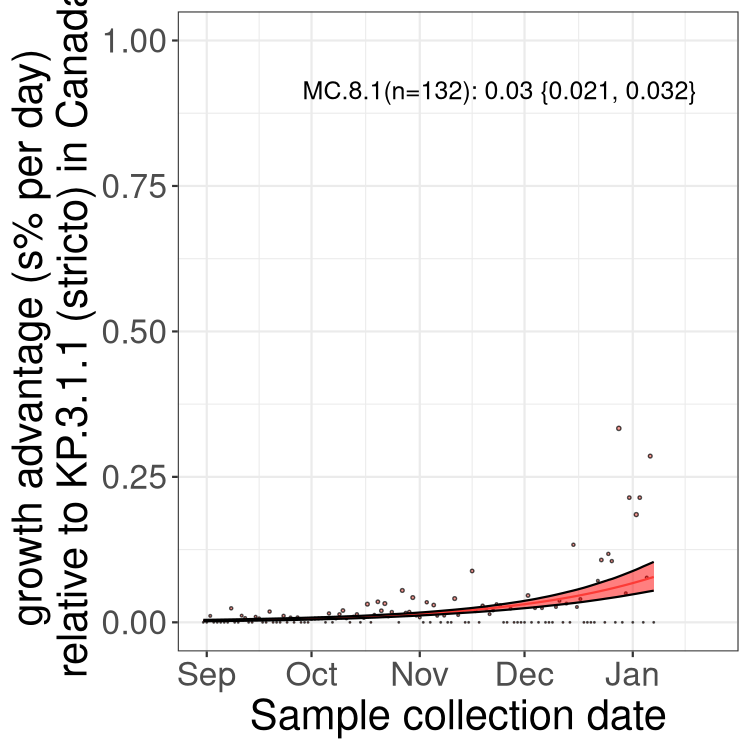 growth advantage (s% per day)
relative to KP.3.1.1 (stricto) in Canada
1.00
0.75
0.50
0.25
0.00
MC.8.1(n=132): 0.03 {0.021, 0.032}
Sep Oct Nov Dec Jan
Sample collection date